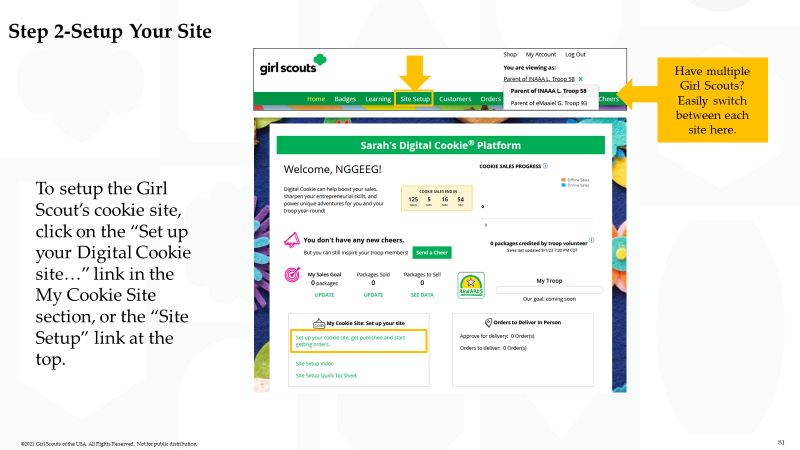 Step 2-Setup Your Site
To setup the Girl
Scout's cookie site,
click on the "Set up
your Digital Cookie
site…" link in the
My Cookie Site
section, or the "Site
Setup" link at the
top.
girl scouts
Shop My Account Log Out
You are viewing as:
Parent of INAAA L. Troop 58 ×
Parent of INAAA L. Troop 58
Parent of eMaaiel G. Troop 93
Home Badges Learning Site Setup Customers Orders Cheers
Have multiple
Girl Scouts?
Easily switch
between each
site here.
Sarah's Digital Cookie® Platform
Welcome, NGGEEG!
Digital Cookie can help boost your sales,
sharpen your entrepreneurial skills, and
power unique adventures for you and your
troop year-round!
COOKIE SALES END IN
125 5 16 54
DAYS HRS MIN SEC
COOKIE SALES PROGRESS
Offline Sales
Online Sales
0
0
You don't have any new cheers.
But you can still inspire your troop members!
Send a Cheer
0 packages credited by troop volunteer
Sales last updated 9/1/23 7:30 PM CDT
My Sales Goal
0 packages
UPDATE
Packages Sold
0
UPDATE
Packages to Sell
0
SEE DATA
REWARDS
My Troop
Our goal: coming soon
My Cookie Site: Set up your site
Set up your cookie site, get published and start
getting orders.
Site Setup Video
Site Setup Quick Tip Sheet
Orders to Deliver In Person
Approve for delivery: 0 Order(s)
Orders to deliver: 0 Order(s)
©2021 Girl Scouts of the USA. All Rights Reserved. Not for public distribution.
81